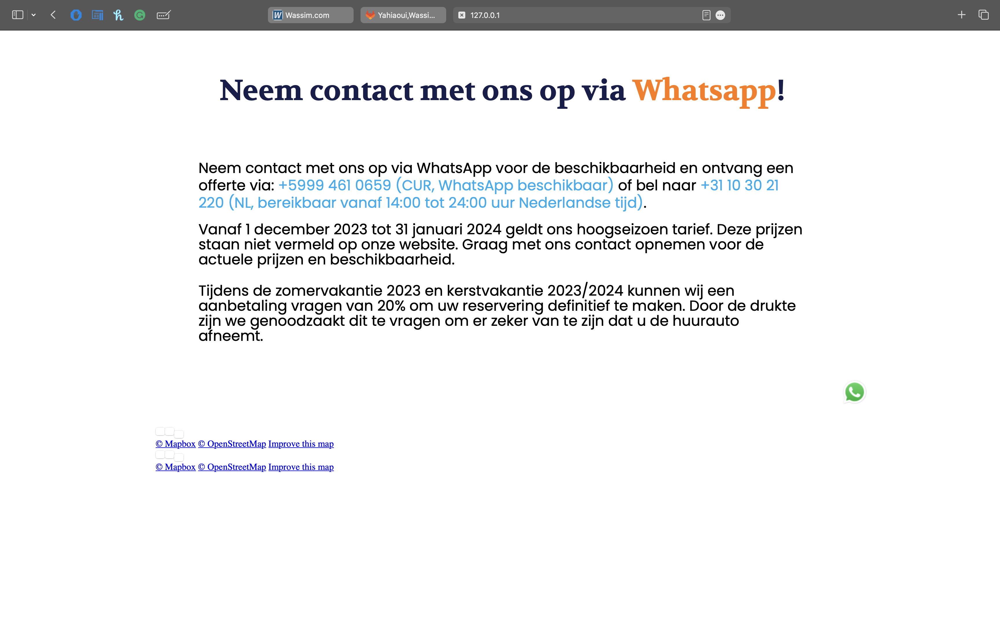 Wassim.com
Yahiaoui,Wassi...
127.0.0.1
Neem contact met ons op via Whatsapp!
Neem contact met ons op via WhatsApp voor de beschikbaarheid en ontvang een
offerte via: +5999 461 0659 (CUR, WhatsApp beschikbaar) of bel naar +31 10 30 21
220 (NL, bereikbaar vanaf 14:00 tot 24:00 uur Nederlandse tijd).
Vanaf 1 december 2023 tot 31 januari 2024 geldt ons hoogseizoen tarief. Deze prijzen
staan niet vermeld op onze website. Graag met ons contact opnemen voor de
actuele prijzen en beschikbaarheid.
Tijdens de zomervakantie 2023 en kerstvakantie 2023/2024 kunnen wij een
aanbetaling vragen van 20% om uw reservering definitief te maken. Door de drukte
zijn we genoodzaakt dit te vragen om er zeker van te zijn dat u de huurauto
afneemt.
© Mapbox © OpenStreetMap Improve this map
© Mapbox © OpenStreetMap Improve this map